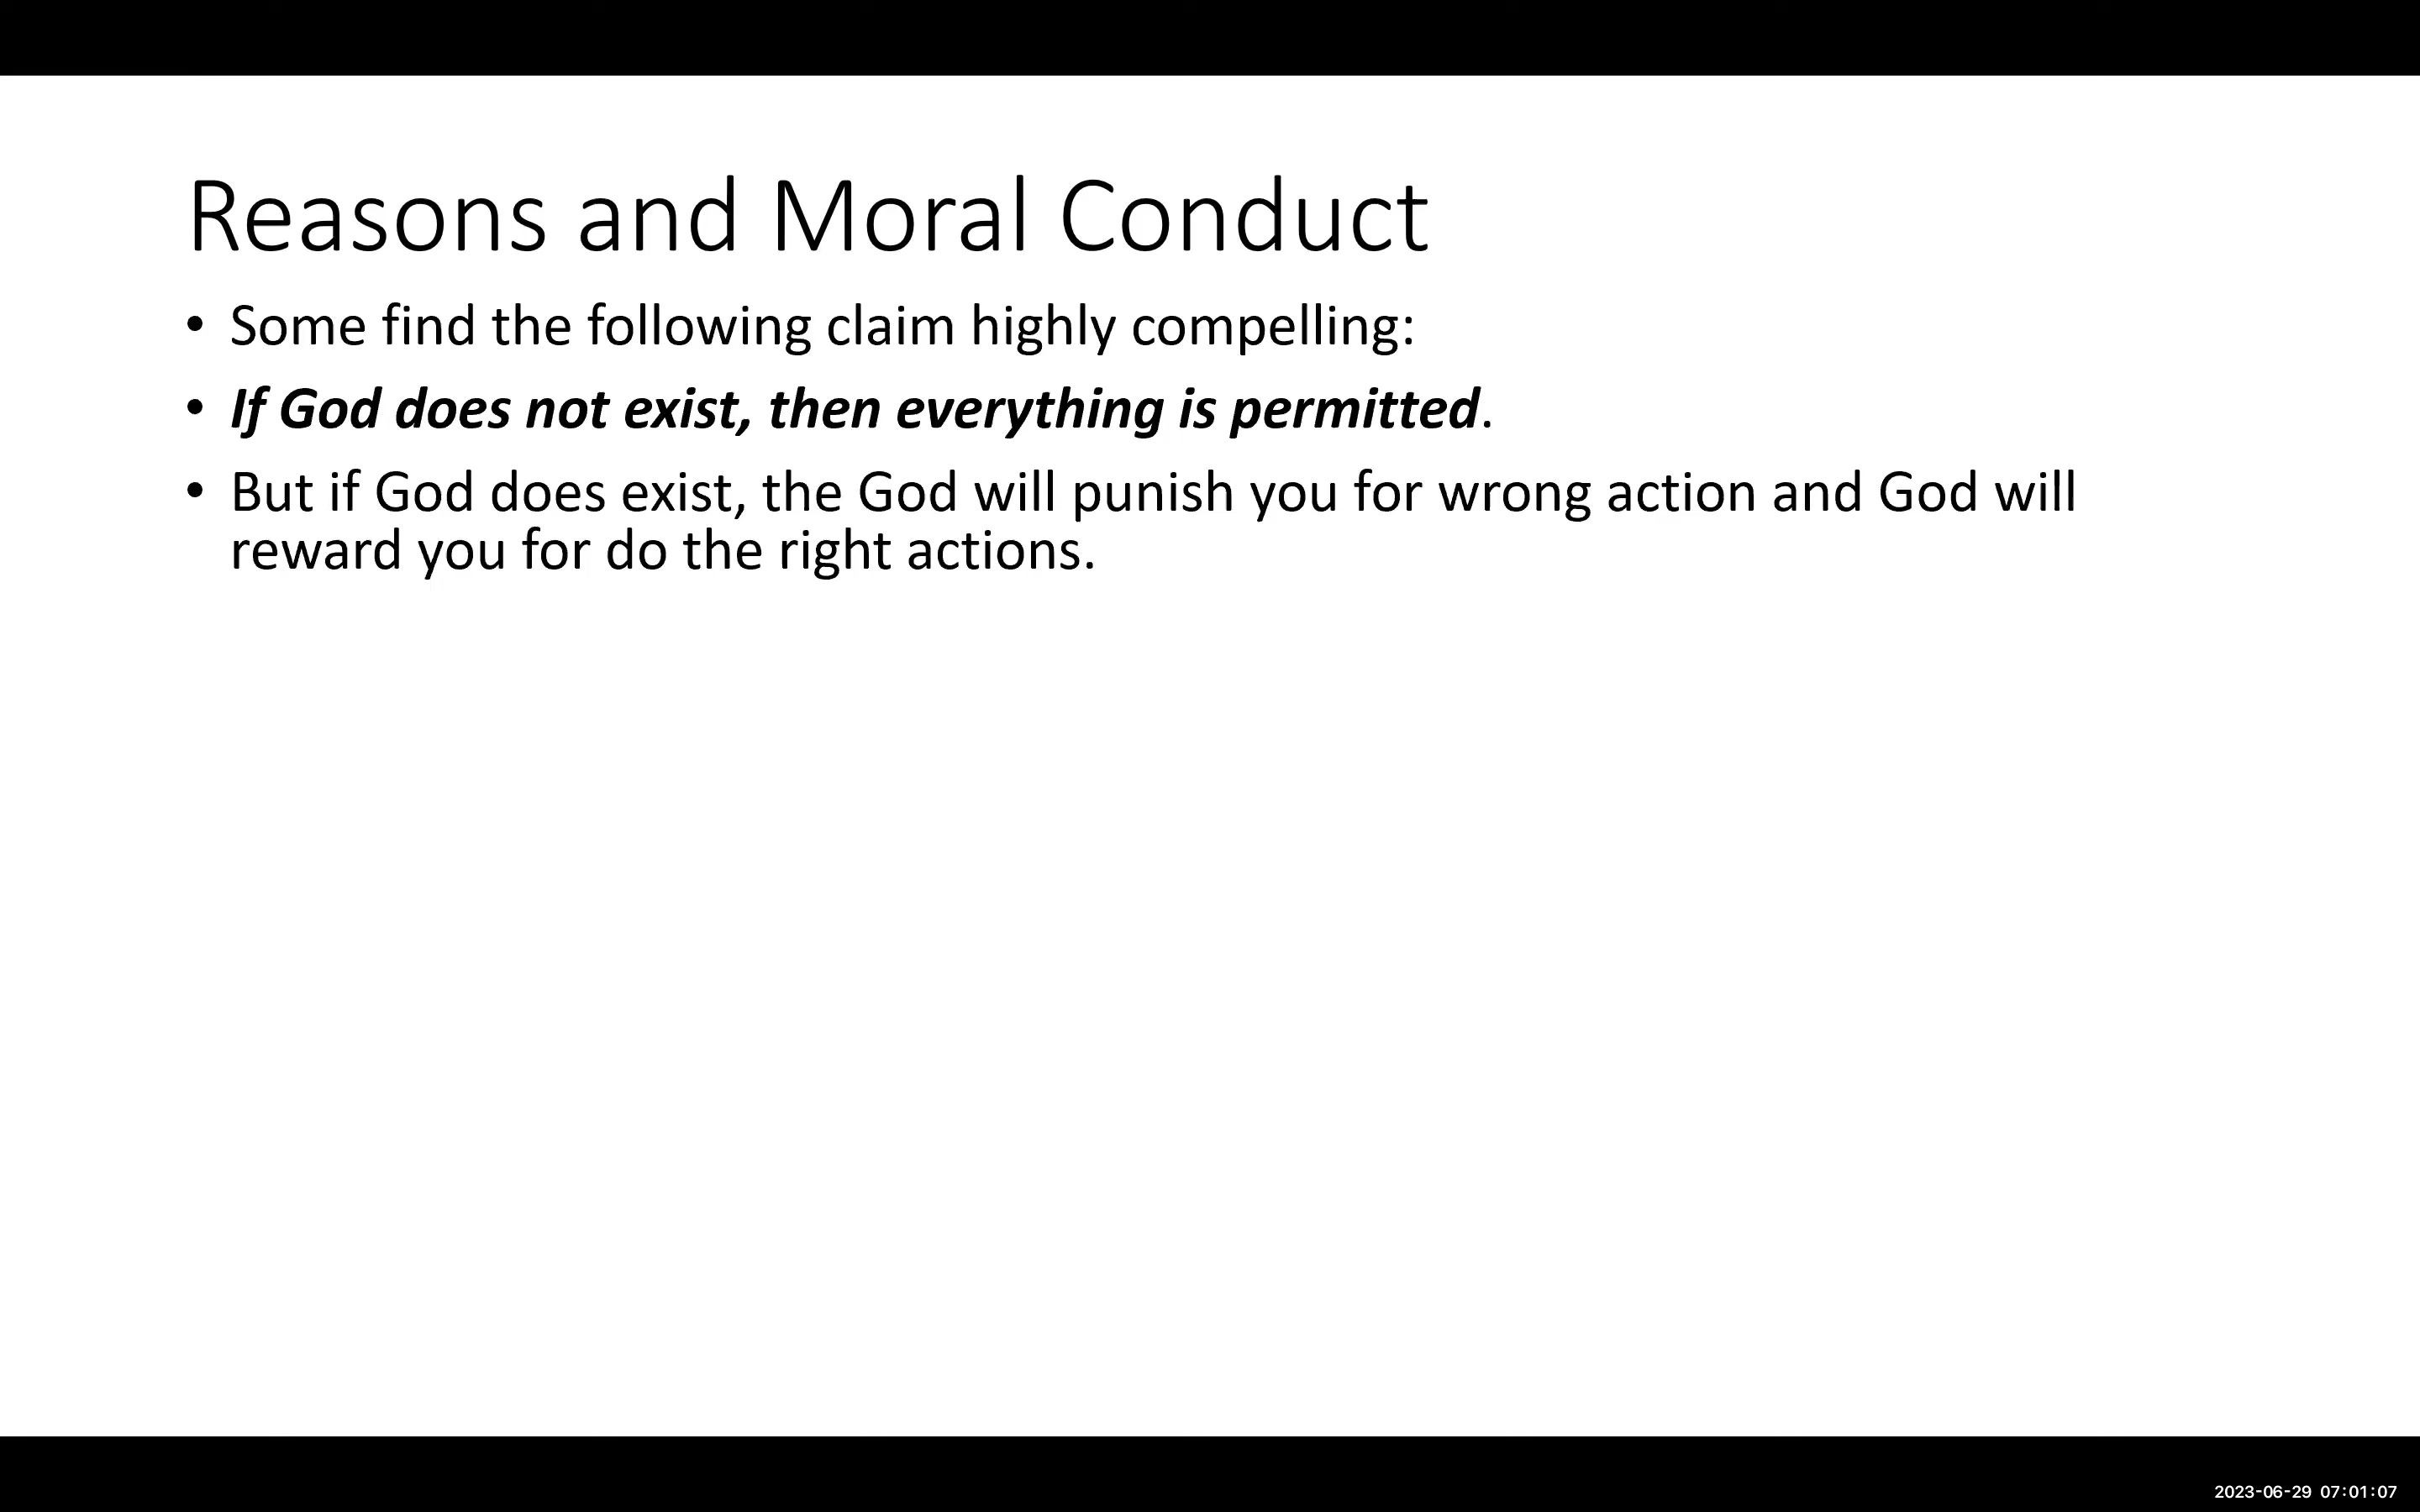 Reasons and Moral Conduct
• Some find the following claim highly compelling:
• If God does not exist, then everything is permitted.
• But if God does exist, the God will punish you for wrong action and God will
reward you for do the right actions.
2023-06-29 07:01:07